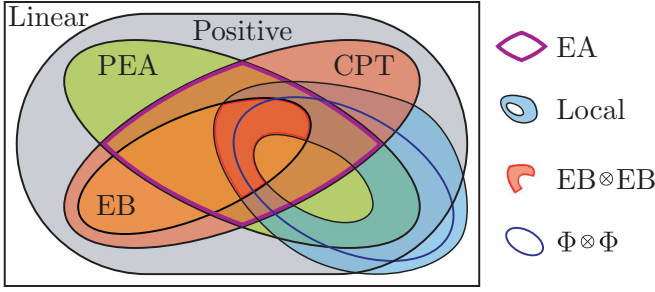 Linear
Positive
PEA
CPT
EB
EA
Local
EB⊗EB
Φ⊗Φ